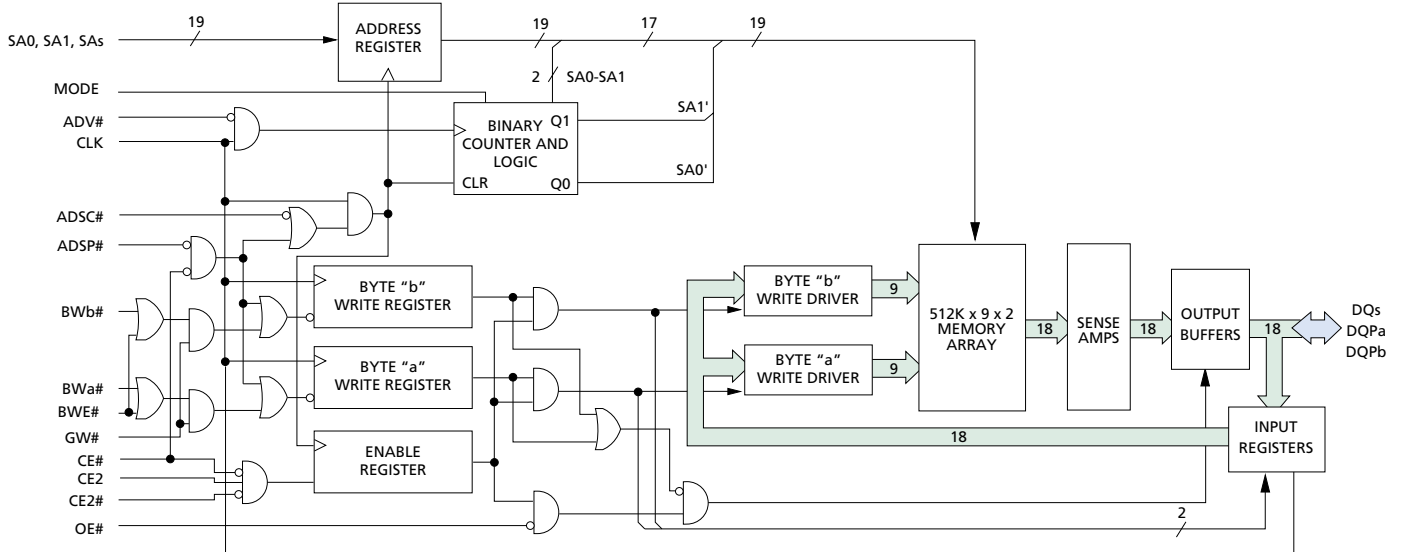 19
19
17
19
SA0, SA1, SAs
ADDRESS
REGISTER
2
SA0-SA1
MODE
ADV#
CLK
BINARY
COUNTER AND
LOGIC
Q1
SA1'
CLR
Q0
SA0'
ADSC#
ADSP#
BWb#
BYTE “b”
WRITE REGISTER
BYTE “b”
WRITE DRIVER
9
512K x 9 x 2
MEMORY
ARRAY
18
SENSE
AMPS
18
OUTPUT
BUFFERS
18
DQs
DQPa
DQPb
BYTE “a”
WRITE REGISTER
BYTE “a”
WRITE DRIVER
9
BWa#
BWE#
GW#
CE#
CE2
CE2#
OE#
ENABLE
REGISTER
18
INPUT
REGISTERS
2